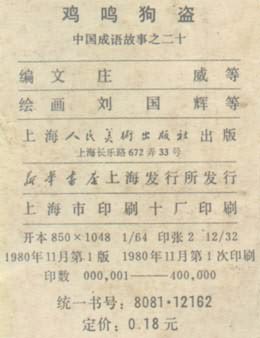 鸡鸣狗盗
中国成语故事之二十
编文 庄威等
绘画 刘国辉等
上海人民美術出版社出版
上海长乐路672弄33号
新华書店上海发行所发行
上海市印刷十厂印刷
开本850×1048 1/64 印张2 12/32
1980年11月第1版 1980年11月第1次印刷
印数 000,001——400,000
统一书号：8081·12162
定价：0.18元